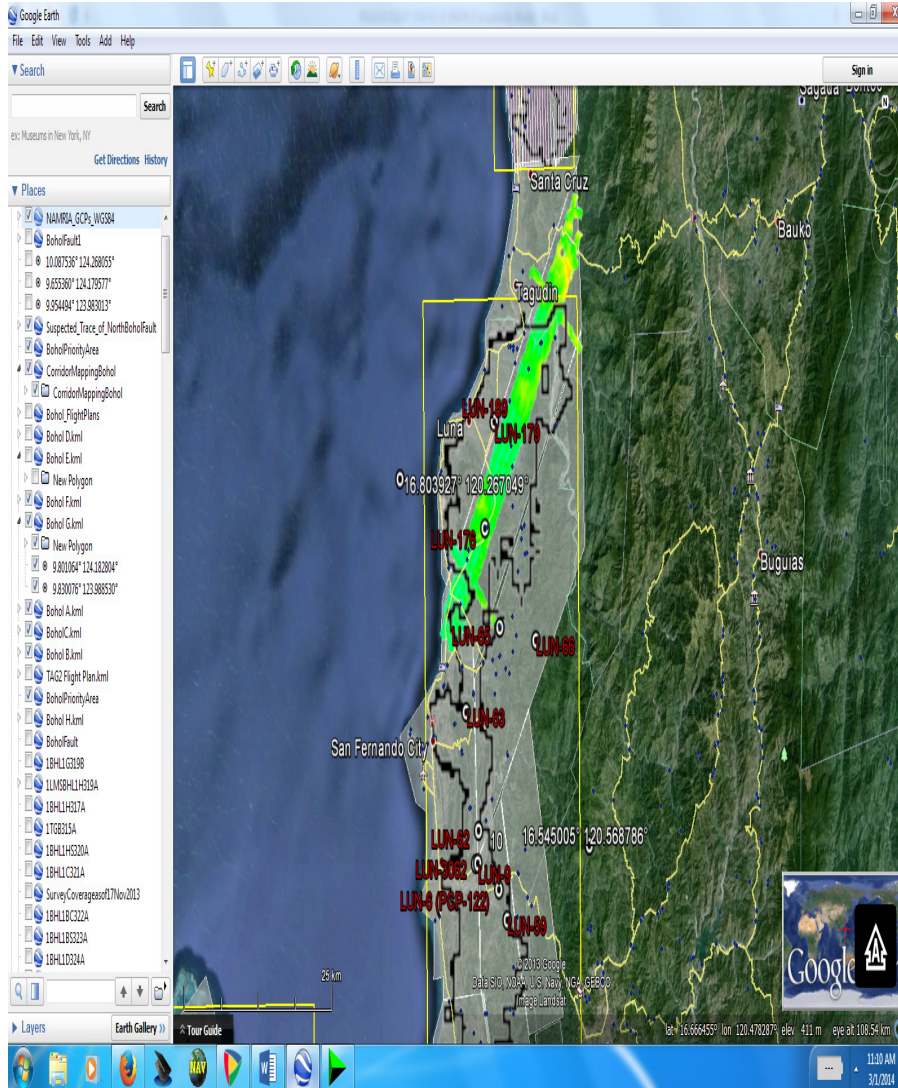 Google Earth
File Edit View Tools Add Help
Search
Sign in
Search
ex: Museums in New York, NY
Get Directions History
Places
NAMRIA_GCPs_WGS84
BoholFault1
10.087536° 124.268055°
9.655360° 124.179577°
9.954494° 123.983013°
Suspected_Trace_of_NorthBoholFault
BoholPriorityArea
CorridorMappingBohol
CorridorMappingBohol
Bohol_FlightPlans
Bohol D.kml
Bohol E.kml
New Polygon
Bohol F.kml
Bohol G.kml
New Polygon
9.801064° 124.182804°
9.830076° 123.988530°
Bohol A.kml
BoholC.kml
Bohol B.kml
TAG2 Flight Plan.kml
BoholPriorityArea
Bohol H.kml
BoholFault
1BHL1G319B
1LMSBHL1H319A
1BHL1H317A
1TGB315A
1BHL1HS320A
1BHL1C321A
SurveyCoverageasof17Nov2013
1BHL1BC322A
1BHL1BS323A
1BHL1D324A
Layers
Earth Gallery »
Sagada Bontoc
N
Santa Cruz
Bauko
Tagudin
LUN-189
Luna
LUN-179
16.803927° 120.267049°
LUN-176
Buguias
LUN-65
LUN-66
LUN-63
San Fernando City
LUN-62
10
16.545005° 120.568786°
LUN-3082
LUN-9
LUN-6 (PGP-122)
LUN-59
25 km
© 2013 Google
Data SIO, NOAA, U.S. Navy, NGA, GEBCO
Image Landsat
Google
A
Tour Guide
lat 16.666455° lon 120.478287° elev 411 m eye alt 108.54 km
NAV
W
11:10 AM
3/1/2014